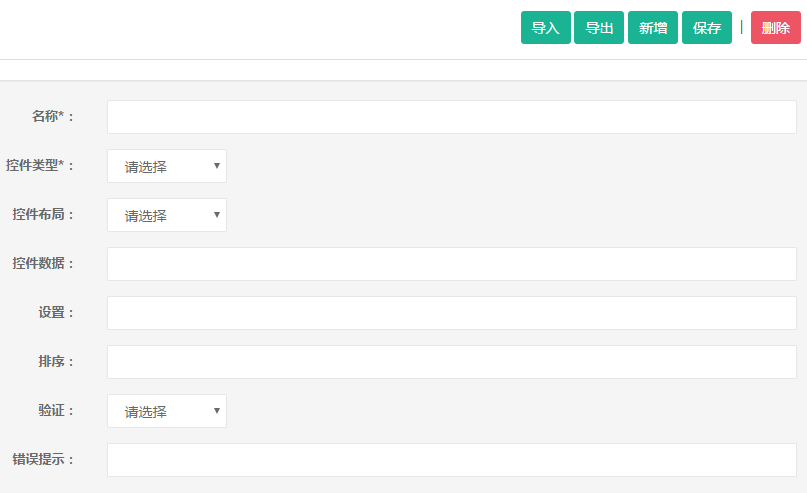 导入 导出 新增 保存 | 删除
名称*：
控件类型*： 请选择
控件布局： 请选择
控件数据：
设置：
排序：
验证： 请选择
错误提示：